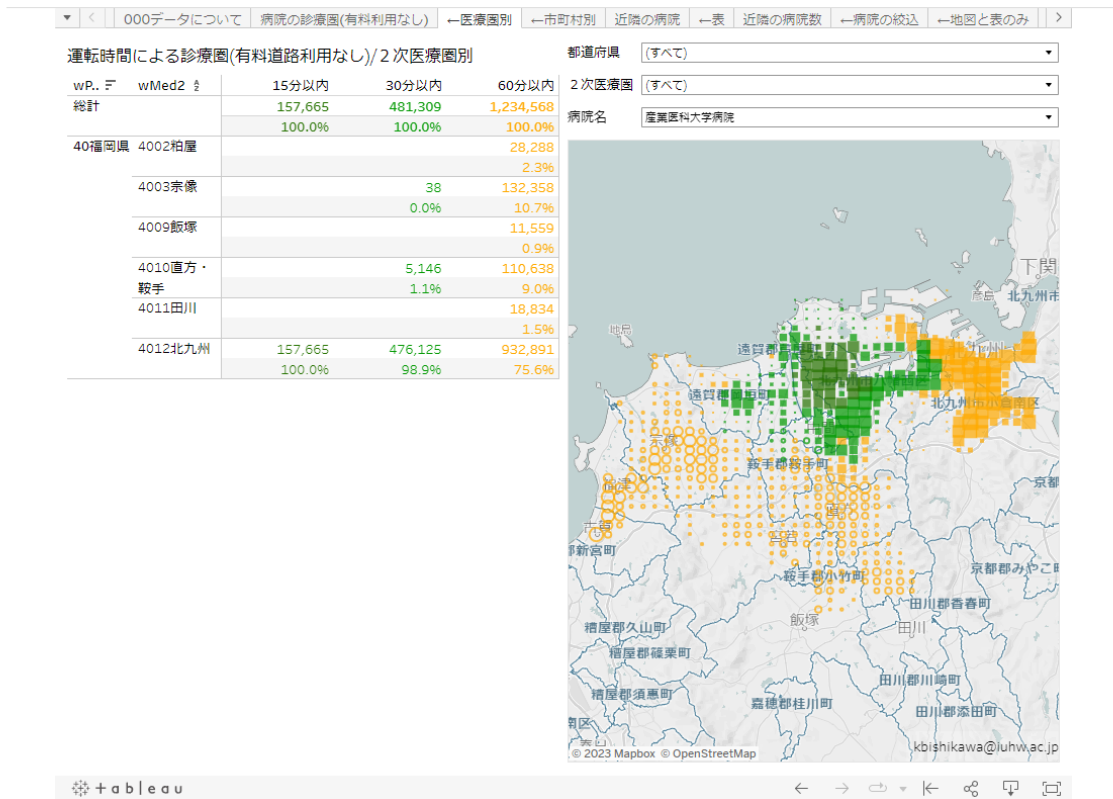 000データについて 病院の診療圏(有料利用なし) ←医療圏別 ←市町村別 近隣の病院 ←表 近隣の病院数 ←病院の絞込 ←地図と表のみ
運転時間による診療圏(有料道路利用なし)/２次医療圏別
wP.. wMed2 15分以内 30分以内 60分以内
総計 157,665 481,309 1,234,568
100.0% 100.0% 100.0%
40福岡県 4002粕屋 28,288
2.3%
4003宗像 38 132,358
0.0% 10.7%
4009飯塚 11,559
0.9%
4010直方・ 5,146 110,638
鞍手 1.1% 9.0%
4011田川 18,834
1.5%
4012北九州 157,665 476,125 932,891
100.0% 98.9% 75.6%
都道府県 (すべて)
２次医療圏 (すべて)
病院名 産業医科大学病院
下関
彦島 北九州市
地島
遠賀郡
遠賀郡岡垣町
北九州市小倉南区
宗像
鞍手郡鞍手町
福津
京都
直方
古賀
宮若
郡新宮町
鞍手郡小竹町
京都郡みやこ町
田川郡香春町
飯塚
糟屋郡久山町
田川
糟屋郡篠栗町
田川郡川崎町
糟屋郡須惠町
嘉穂郡桂川町
田川郡添田町
南区
春日
kbishikawa@iuhw.ac.jp
© 2023 Mapbox © OpenStreetMap
+ableau